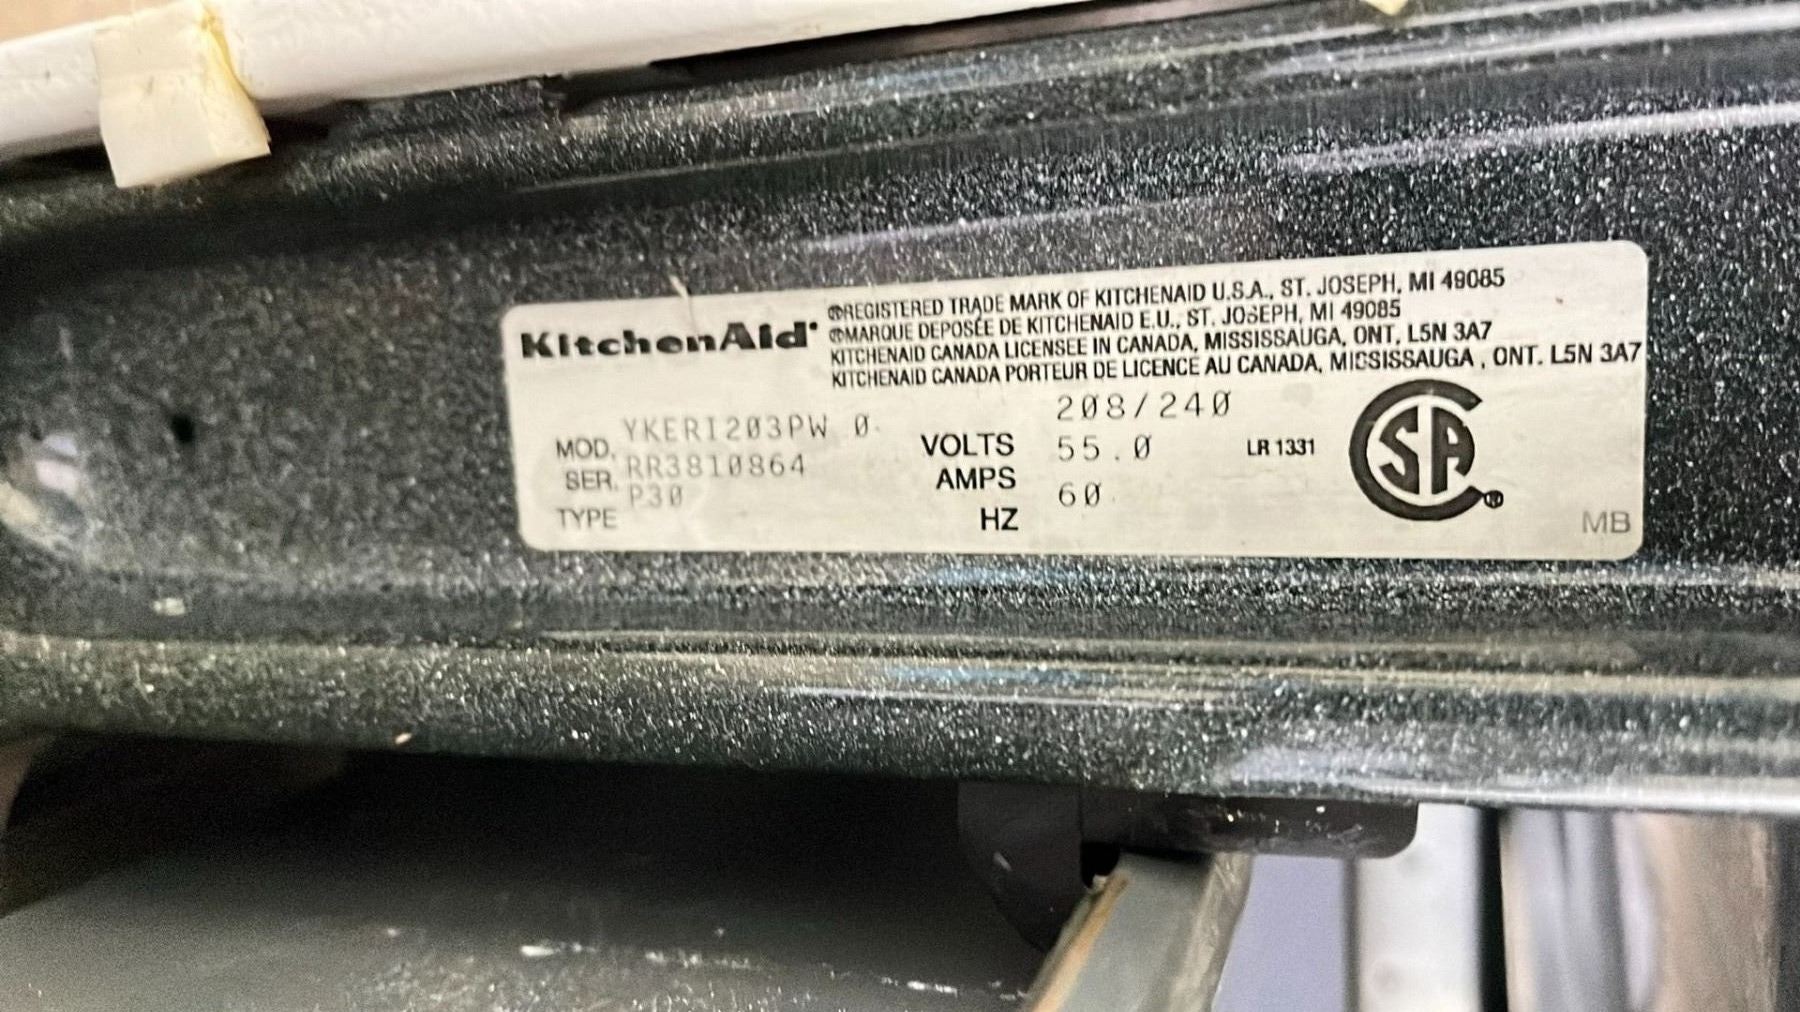 KitchenAid®
®REGISTERED TRADE MARK OF KITCHENAID U.S.A., ST. JOSEPH, MI 49085
®MARQUE DEPOSÉE DE KITCHENAID E.U., ST. JOSEPH, MI 49085
KITCHENAID CANADA LICENSEE IN CANADA, MISSISSAUGA, ONT. L5N 3A7
KITCHENAID CANADA PORTEUR DE LICENCE AU CANADA, MISSISSAUGA , ONT. L5N 3A7
MOD. YKERI203PW 0
SER. RR3810864
TYPE P30
VOLTS 208/240
AMPS 55.0
HZ 60
LR 1331
SA ®
MB